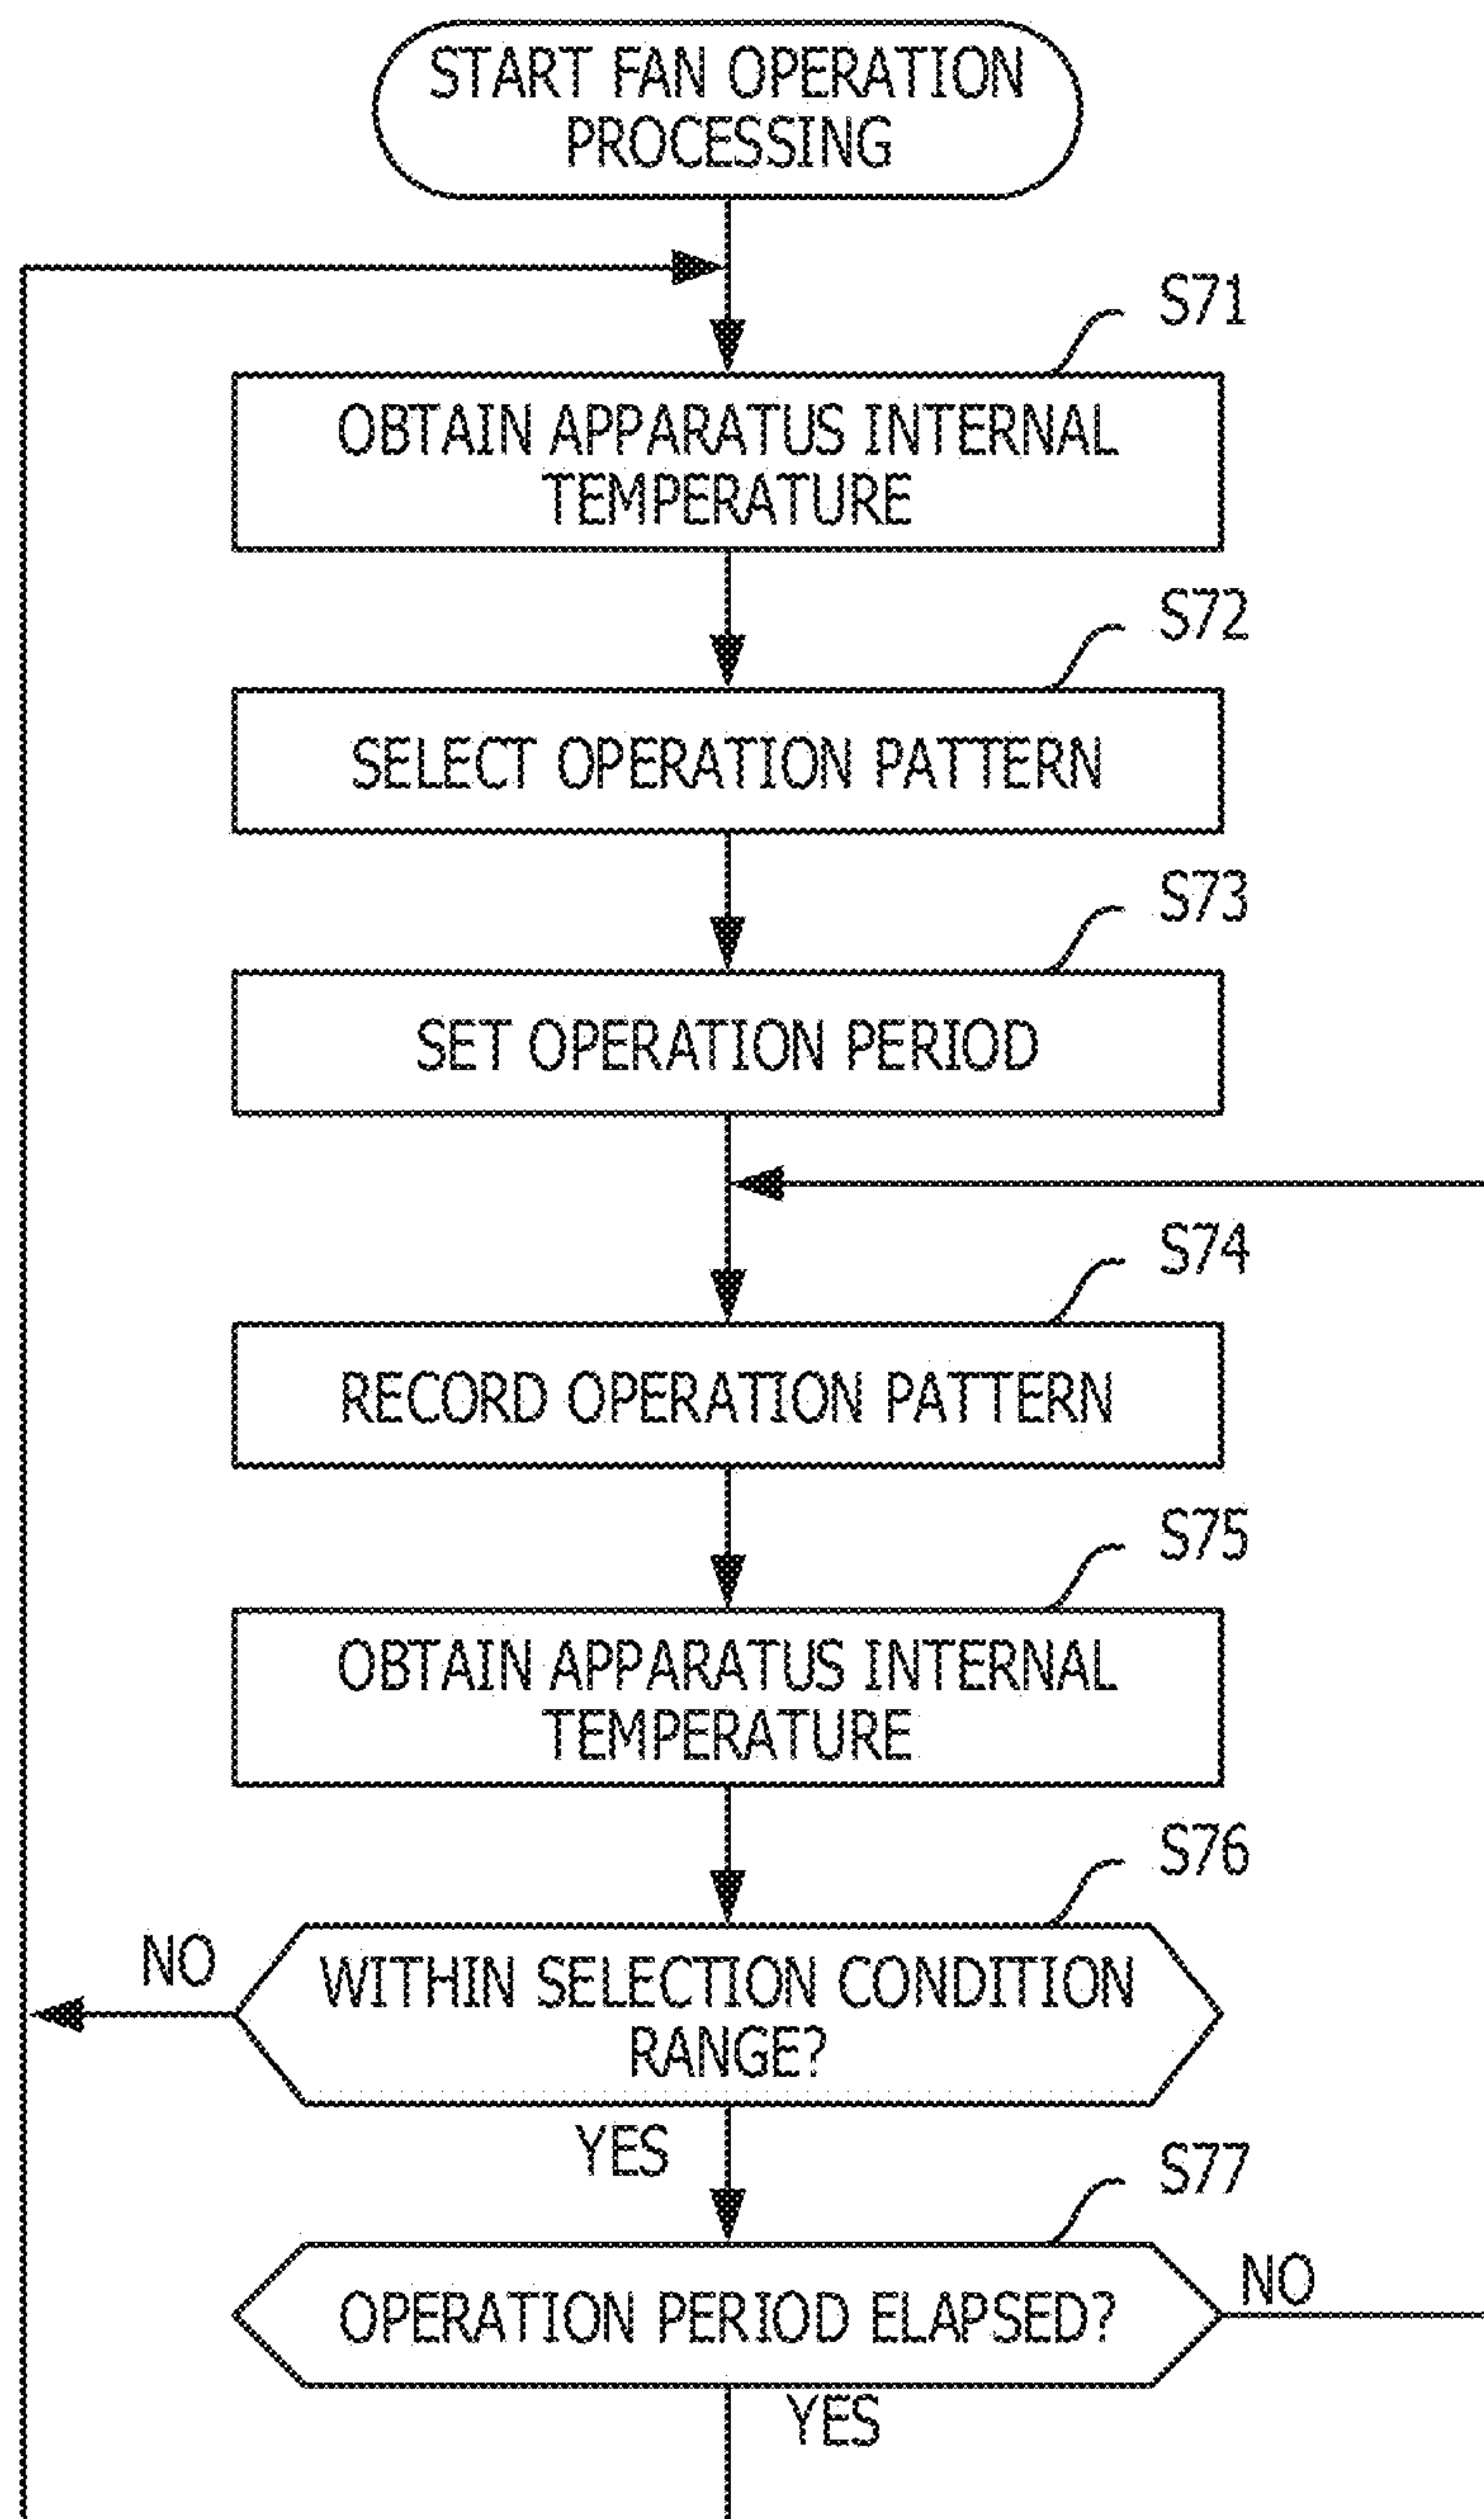 START FAN OPERATION
PROCESSING
S71
OBTAIN APPARATUS INTERNAL
TEMPERATURE
S72
SELECT OPERATION PATTERN
S73
SET OPERATION PERIOD
S74
RECORD OPERATION PATTERN
S75
OBTAIN APPARATUS INTERNAL
TEMPERATURE
S76
NO
WITHIN SELECTION CONDITION
RANGE?
YES
S77
OPERATION PERIOD ELAPSED?
NO
YES